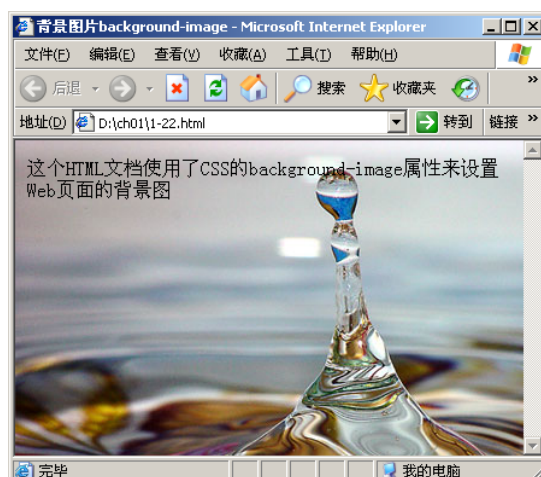 背景图片background-image - Microsoft Internet Explorer
文件(F) 编辑(E) 查看(V) 收藏(A) 工具(T) 帮助(H)
后退 搜索 收藏夹 »
地址(D) D:\ch01\1-22.html 转到 链接 »
这个HTML文档使用了CSS的background-image属性来设置
Web页面的背景图
完毕 我的电脑